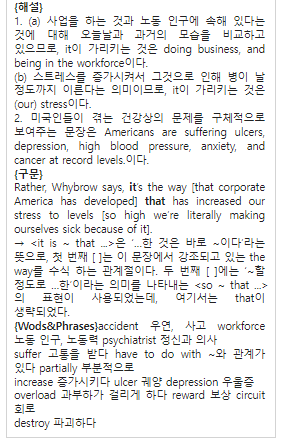 {해설}
1. (a) 사업을 하는 것과 노동 인구에 속해 있다는
것에 대해 오늘날과 과거의 모습을 비교하고
있으므로, it이 가리키는 것은 doing business, and
being in the workforce이다.
(b) 스트레스를 증가시켜서 그것으로 인해 병이 날
정도까지 이른다는 의미이므로, it이 가리키는 것은
(our) stress이다.
2. 미국인들이 겪는 건강상의 문제를 구체적으로
보여주는 문장은 Americans are suffering ulcers,
depression, high blood pressure, anxiety, and
cancer at record levels.이다.
{구문}
Rather, Whybrow says, it's the way [that corporate
America has developed] that has increased our
stress to levels [so high we're literally making
ourselves sick because of it].
→ <it is ~ that ...>은 '...한 것은 바로 ~이다'라는
뜻으로, 첫 번째 [ ]는 이 문장에서 강조되고 있는 the
way를 수식 하는 관계절이다. 두 번째 [ ]에는 '~할
정도로 ...한'이라는 의미를 나타내는 <so ~ that ...>
의 표현이 사용되었는데, 여기서는 that이
생략되었다.
{Wods&Phrases}accident 우연, 사고 workforce
노동 인구, 노동력 psychiatrist 정신과 의사
suffer 고통을 받다 have to do with ~와 관계가
있다 partially 부분적으로
increase 증가시키다 ulcer 궤양 depression 우울증
overload 과부하가 걸리게 하다 reward 보상 circuit
회로
destroy 파괴하다